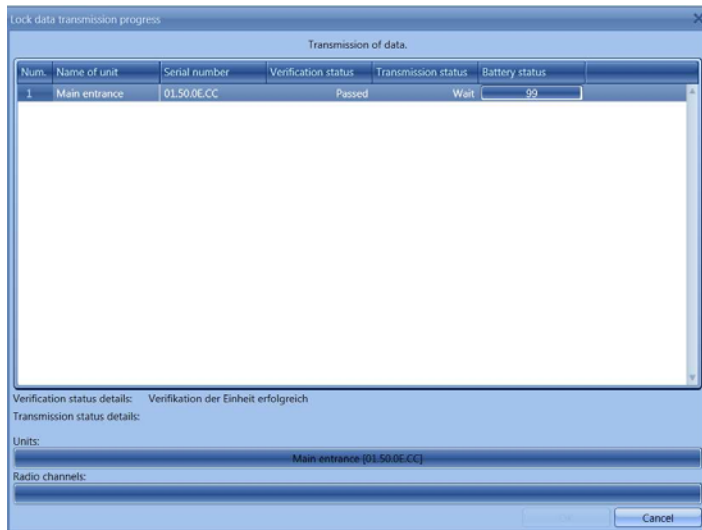 Lock data transmission progress
Transmission of data.
Num. Name of unit Serial number Verification status Transmission status Battery status
1 Main entrance 01.50.0E.CC Passed Wait 99
Verification status details: Verifikation der Einheit erfolgreich
Transmission status details:
Units:
Main entrance [01.50.0E.CC]
Radio channels:
Cancel